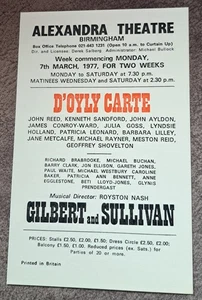 ALEXANDRA THEATRE
BIRMINGHAM
Box Office Telephone 021-643 1231 (Open 10 a.m. to Curtain Up)
Dir. and Licensee: Derek Salberg. Administrator: Michael Bullock
Week commencing MONDAY,
7th MARCH, 1977, FOR TWO WEEKS
MONDAY to SATURDAY at 7.30 p.m.
MATINEES WEDNESDAY and SATURDAY at 2.30 p.m.
D'OYLY CARTE
JOHN REED, KENNETH SANDFORD, JOHN AYLDON,
JAMES CONROY-WARD, JULIA GOSS, LYNDSIE
HOLLAND, PATRICIA LEONARD, BARBARA LILLEY,
JANE METCALFE, MICHAEL RAYNER, MESTON REID,
GEOFFREY SHOVELTON
RICHARD BRABROOKE, MICHAEL BUCHAN,
BARRY CLARK, JON ELLISON, GARETH JONES,
PAUL WAITE, MICHAEL WESTBURY, CAROLINE
BAKER, PATRICIA ANN BENNETT, ANNE
EGGLESTONE, BETI LLOYD-JONES, GLYNIS
PRENDERGAST
Musical Director: ROYSTON NASH
GILBERT and SULLIVAN
PRICES: Stalls £2.50, £2.00, £1.50; Dress Circle £2.50, £2.00;
Balcony £1.50, £1.00. Reduced prices (ex. Sats.) for
Parties of 20 or more.
Printed in Britain